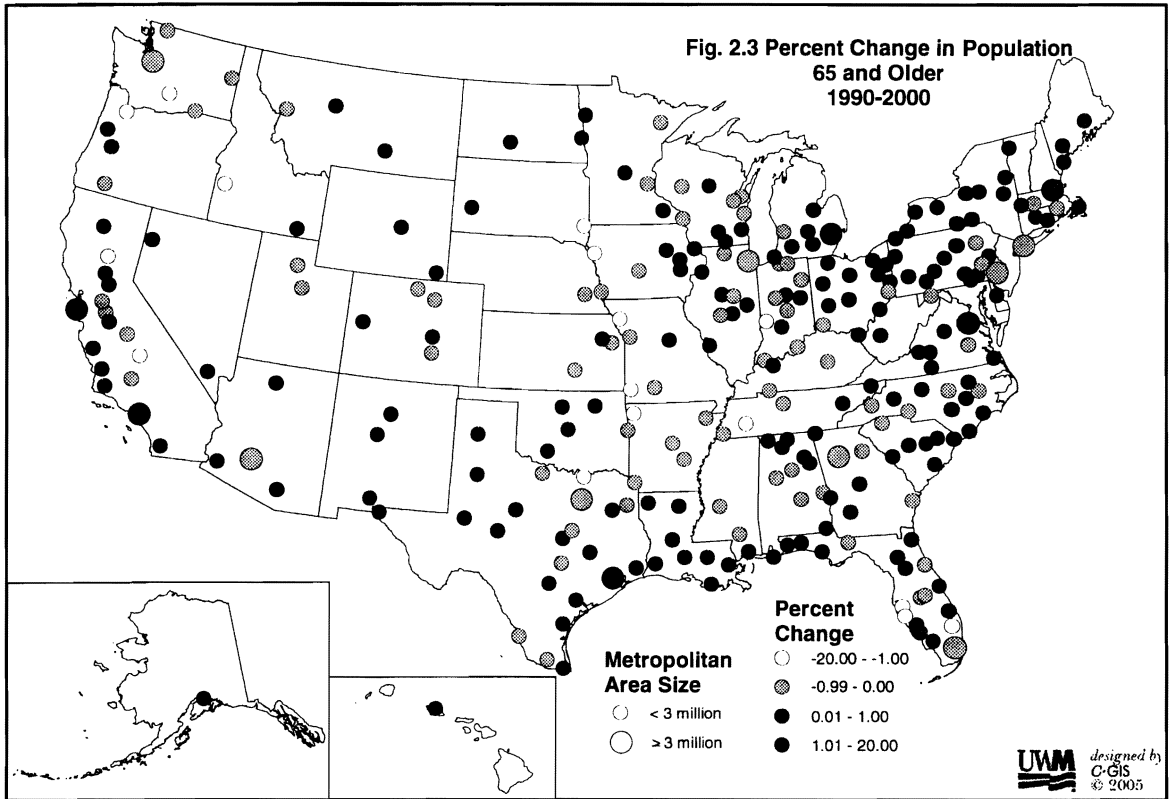 Fig. 2.3 Percent Change in Population
65 and Older
1990-2000
Metropolitan
Area Size
< 3 million
≥ 3 million
Percent
Change
-20.00 - -1.00
-0.99 - 0.00
0.01 - 1.00
1.01 - 20.00
UWM
designed by
C•GIS
© 2005